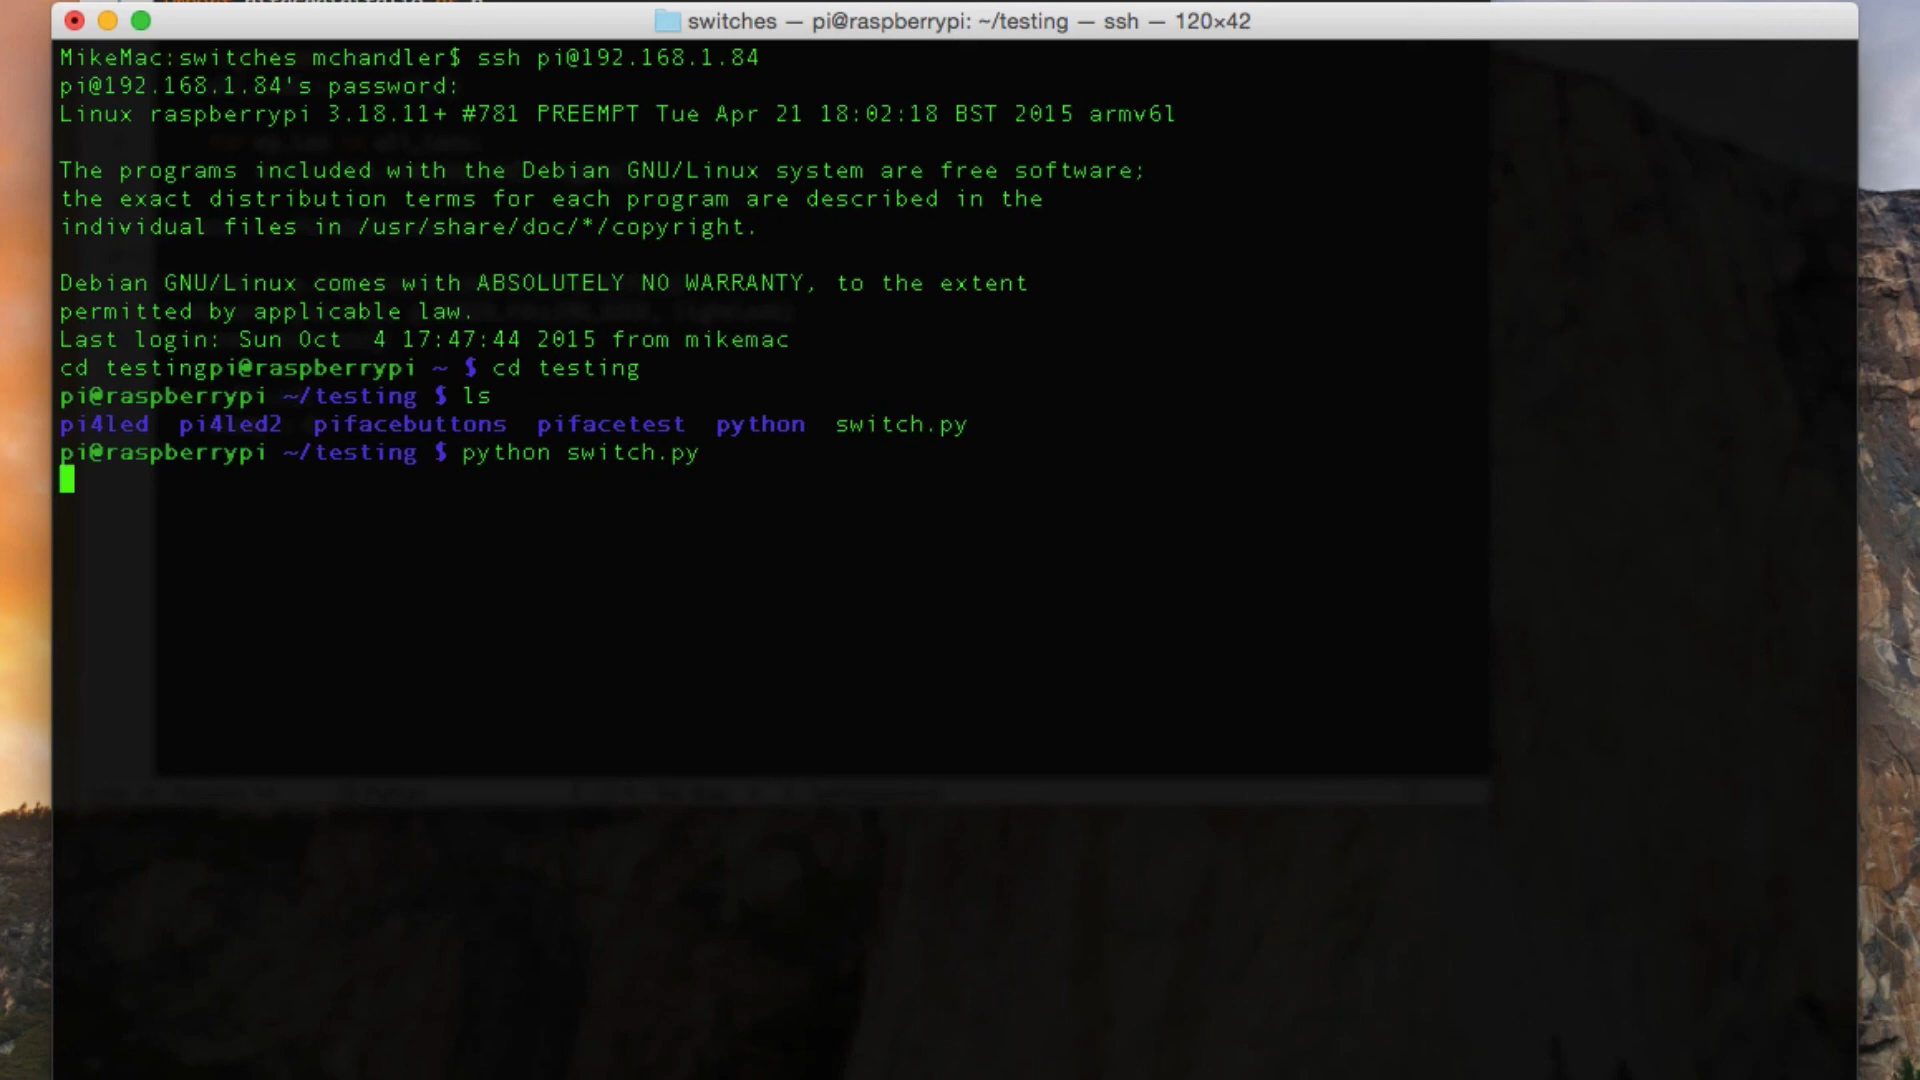 switches — pi@raspberrypi: ~/testing — ssh — 120×42
MikeMac:switches mchandler$ ssh pi@192.168.1.84
pi@192.168.1.84's password:
Linux raspberrypi 3.18.11+ #781 PREEMPT Tue Apr 21 18:02:18 BST 2015 armv6l
The programs included with the Debian GNU/Linux system are free software;
the exact distribution terms for each program are described in the
individual files in /usr/share/doc/*/copyright.
Debian GNU/Linux comes with ABSOLUTELY NO WARRANTY, to the extent
permitted by applicable law.
Last login: Sun Oct  4 17:47:44 2015 from mikemac
cd testingpi@raspberrypi ~ $ cd testing
pi@raspberrypi ~/testing $ ls
pi4led  pi4led2  pifacebuttons  pifacetest  python  switch.py
pi@raspberrypi ~/testing $ python switch.py